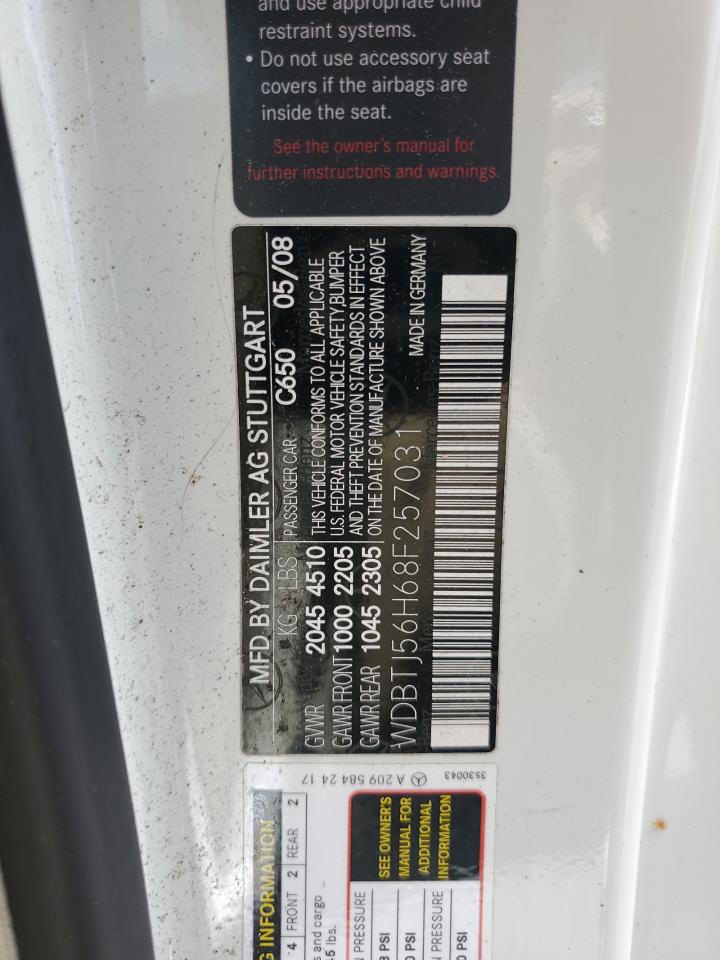 and use appropriate child
restraint systems.
• Do not use accessory seat
covers if the airbags are
inside the seat.
See the owner's manual for
further instructions and warnings.
MFD BY DAIMLER AG STUTTGART
KG LBS PASSENGER CAR C650 05/08
GVWR 2045 4510 THIS VEHICLE CONFORMS TO ALL APPLICABLE
GAWR FRONT 1000 2205 U.S. FEDERAL MOTOR VEHICLE SAFETY, BUMPER
AND THEFT PREVENTION STANDARDS IN EFFECT
GAWR REAR 1045 2305 ON THE DATE OF MANUFACTURE SHOWN ABOVE
WDBTJ56H68F257031 MADE IN GERMANY
A 209 584 24 17
3530043
G INFORMATION
4 FRONT 2 REAR 2
s and cargo
lbs.
PRESSURE
PSI
SEE OWNER'S
MANUAL FOR
ADDITIONAL
INFORMATION
PSI
PRESSURE
PSI